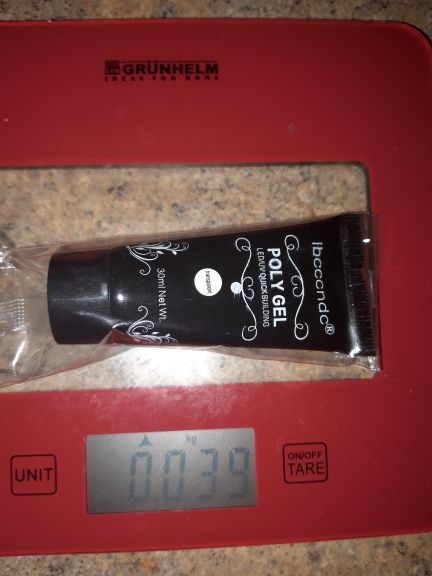 GRÜNHELM
IDEAS FOR HOME
ibcccndc®
POLY GEL
LED/UV QUICK BUILDING
transparent
30ml Net Wt.
kg
0.039
UNIT
ON/OFF
TARE